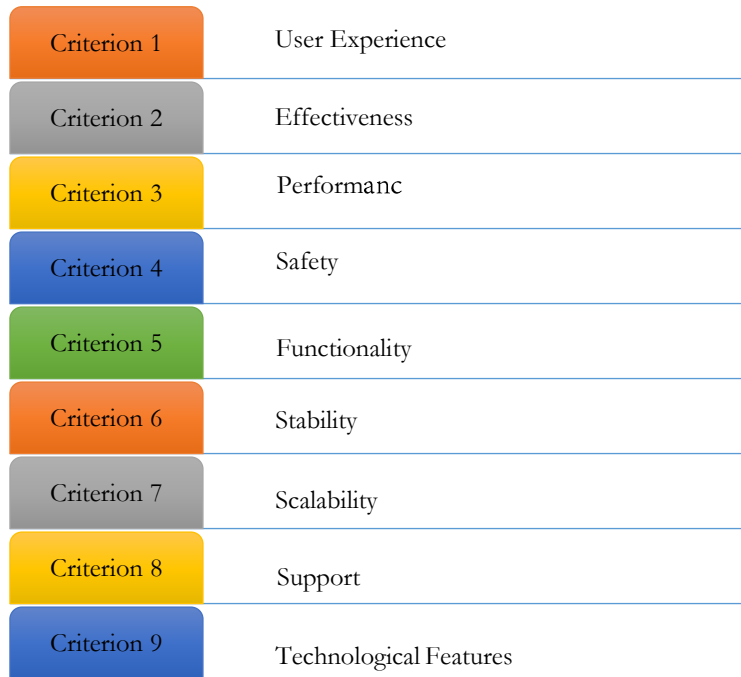 Criterion 1 User Experience
Criterion 2 Effectiveness
Criterion 3 Performanc
Criterion 4 Safety
Criterion 5 Functionality
Criterion 6 Stability
Criterion 7 Scalability
Criterion 8 Support
Criterion 9 Technological Features